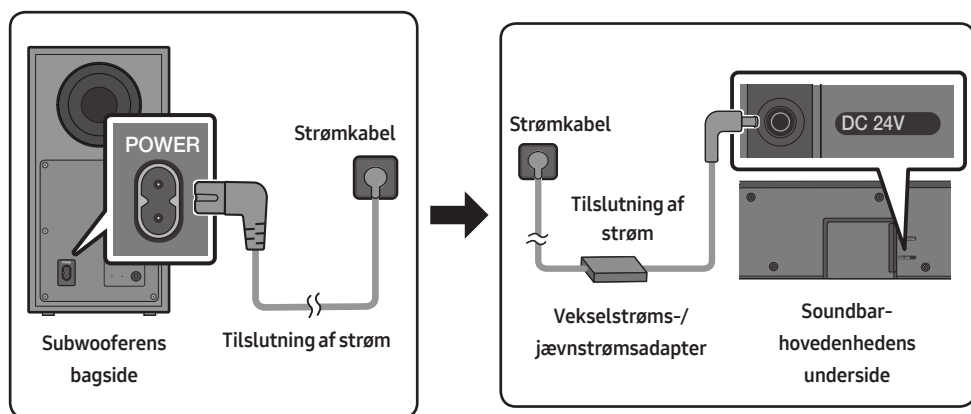 POWER
Strømkabel
Subwooferens
bagside
Tilslutning af strøm
Strømkabel
DC 24V
Tilslutning af
strøm
Vekselstrøms-/
jævnstrømsadapter
Soundbar-
hovedenhedens
underside